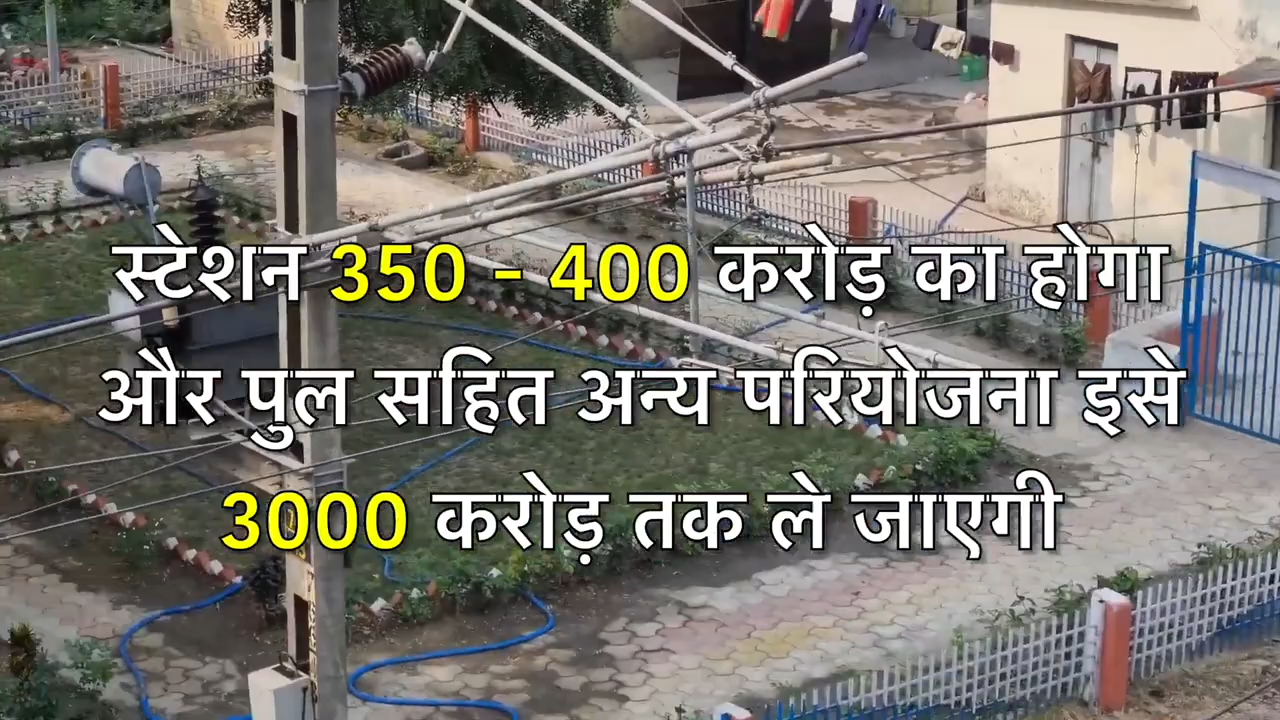 स्टेशन 350 - 400 करोड़ का होगा
और पुल सहित अन्य परियोजना इसे
3000 करोड़ तक ले जाएगी